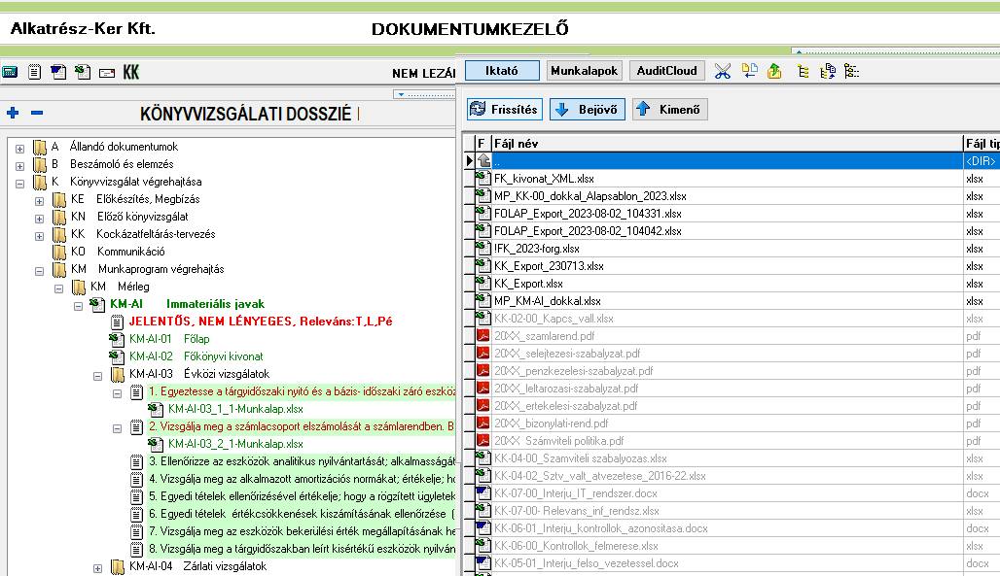 Alkatrész-Ker Kft.
DOKUMENTUMKEZELŐ
KK
NEM LEZÁ
KÖNYVVIZSGÁLATI DOSSZIÉ
A Állandó dokumentumok
B Beszámoló és elemzés
K Könyvvizsgálat végrehajtása
KE Előkészítés, Megbízás
KN Előző könyvvizsgálat
KK Kockázatfeltárás-tervezés
KO Kommunikáció
KM Munkaprogram végrehajtás
KM Mérleg
KM-AI Immateriális javak
JELENTŐS, NEM LÉNYEGES, Releváns:T,L,Pé
KM-AI-01 Főlap
KM-AI-02 Főkönyvi kivonat
KM-AI-03 Évközi vizsgálatok
1. Egyeztesse a tárgyidőszaki nyitó és a bázis- időszaki záró eszköz
KM-AI-03_1_1-Munkalap.xlsx
2. Vizsgálja meg a számlacsoport elszámolását a számlarendben. B
KM-AI-03_2_1-Munkalap.xlsx
3. Ellenőrizze az eszközök analitikus nyilvántartását; alkalmasságát
4. Vizsgálja meg az alkalmazott amortizációs normákat; értékelje; ho
5. Egyedi tételek ellenőrizésével értékelje; hogy a rögzített ügyletek
6. Egyedi tételek értékcsökkenések kiszámításának ellenőrzése (
7. Vizsgálja meg az eszközök bekerülési érték megállapításának he
8. Vizsgálja meg a tárgyidőszakban leírt kisértékű eszközök nyilván
KM-AI-04 Zárlati vizsgálatok
Iktató
Munkalapok
AuditCloud
Frissítés
Bejövő
Kimenő
F Fájl név Fájl tip
.. <DIR>
FK_kivonat_XML.xlsx xlsx
MP_KK-00_dokkal_Alapsablon_2023.xlsx xlsx
FOLAP_Export_2023-08-02_104331.xlsx xlsx
FOLAP_Export_2023-08-02_104042.xlsx xlsx
!FK_2023-forg.xlsx xlsx
KK_Export_230713.xlsx xlsx
KK_Export.xlsx xlsx
MP_KM-AI_dokkal.xlsx xlsx
KK-02-00_Kapcs_vall.xlsx xlsx
20XX_szamlarend.pdf pdf
20XX_selejtezesi-szabalyzat.pdf pdf
20XX_penzkezelesi-szabalyzat.pdf pdf
20XX_leltarozasi-szabalyzat.pdf pdf
20XX_ertekelesi-szabalyzat.pdf pdf
20XX_bizonylati-rend.pdf pdf
20XX_Számviteli politika.pdf pdf
KK-04-00_Szamviteli szabalyozas.xlsx xlsx
KK-04-02_Sztv_valt_atvezetese_2016-22.xlsx xlsx
KK-07-00_Interju_IT_rendszer.docx docx
KK-07-00- Relevans_inf_rendsz.xlsx xlsx
KK-06-01_Interju_kontrollok_azonositasa.docx docx
KK-06-00_Kontrollok_felmerese.xlsx xlsx
KK-05-01_Interju_felso_vezetessel.docx docx